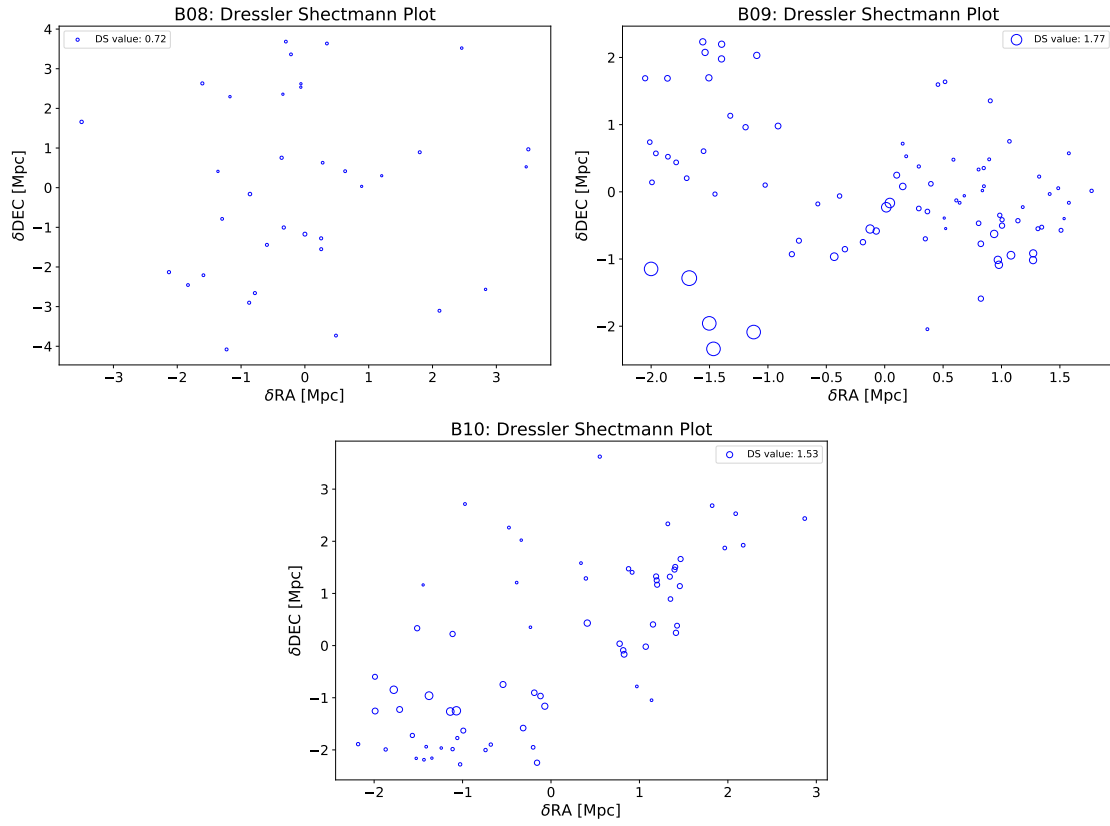 B08: Dressler Shectmann Plot
DS value: 0.72
4
3
2
1
0
−1
−2
−3
−4
δDEC [Mpc]
−3 −2 −1 0 1 2 3
δRA [Mpc]
B09: Dressler Shectmann Plot
DS value: 1.77
2
1
0
−1
−2
δDEC [Mpc]
−2.0 −1.5 −1.0 −0.5 0.0 0.5 1.0 1.5
δRA [Mpc]
B10: Dressler Shectmann Plot
DS value: 1.53
3
2
1
0
−1
−2
δDEC [Mpc]
−2 −1 0 1 2 3
δRA [Mpc]